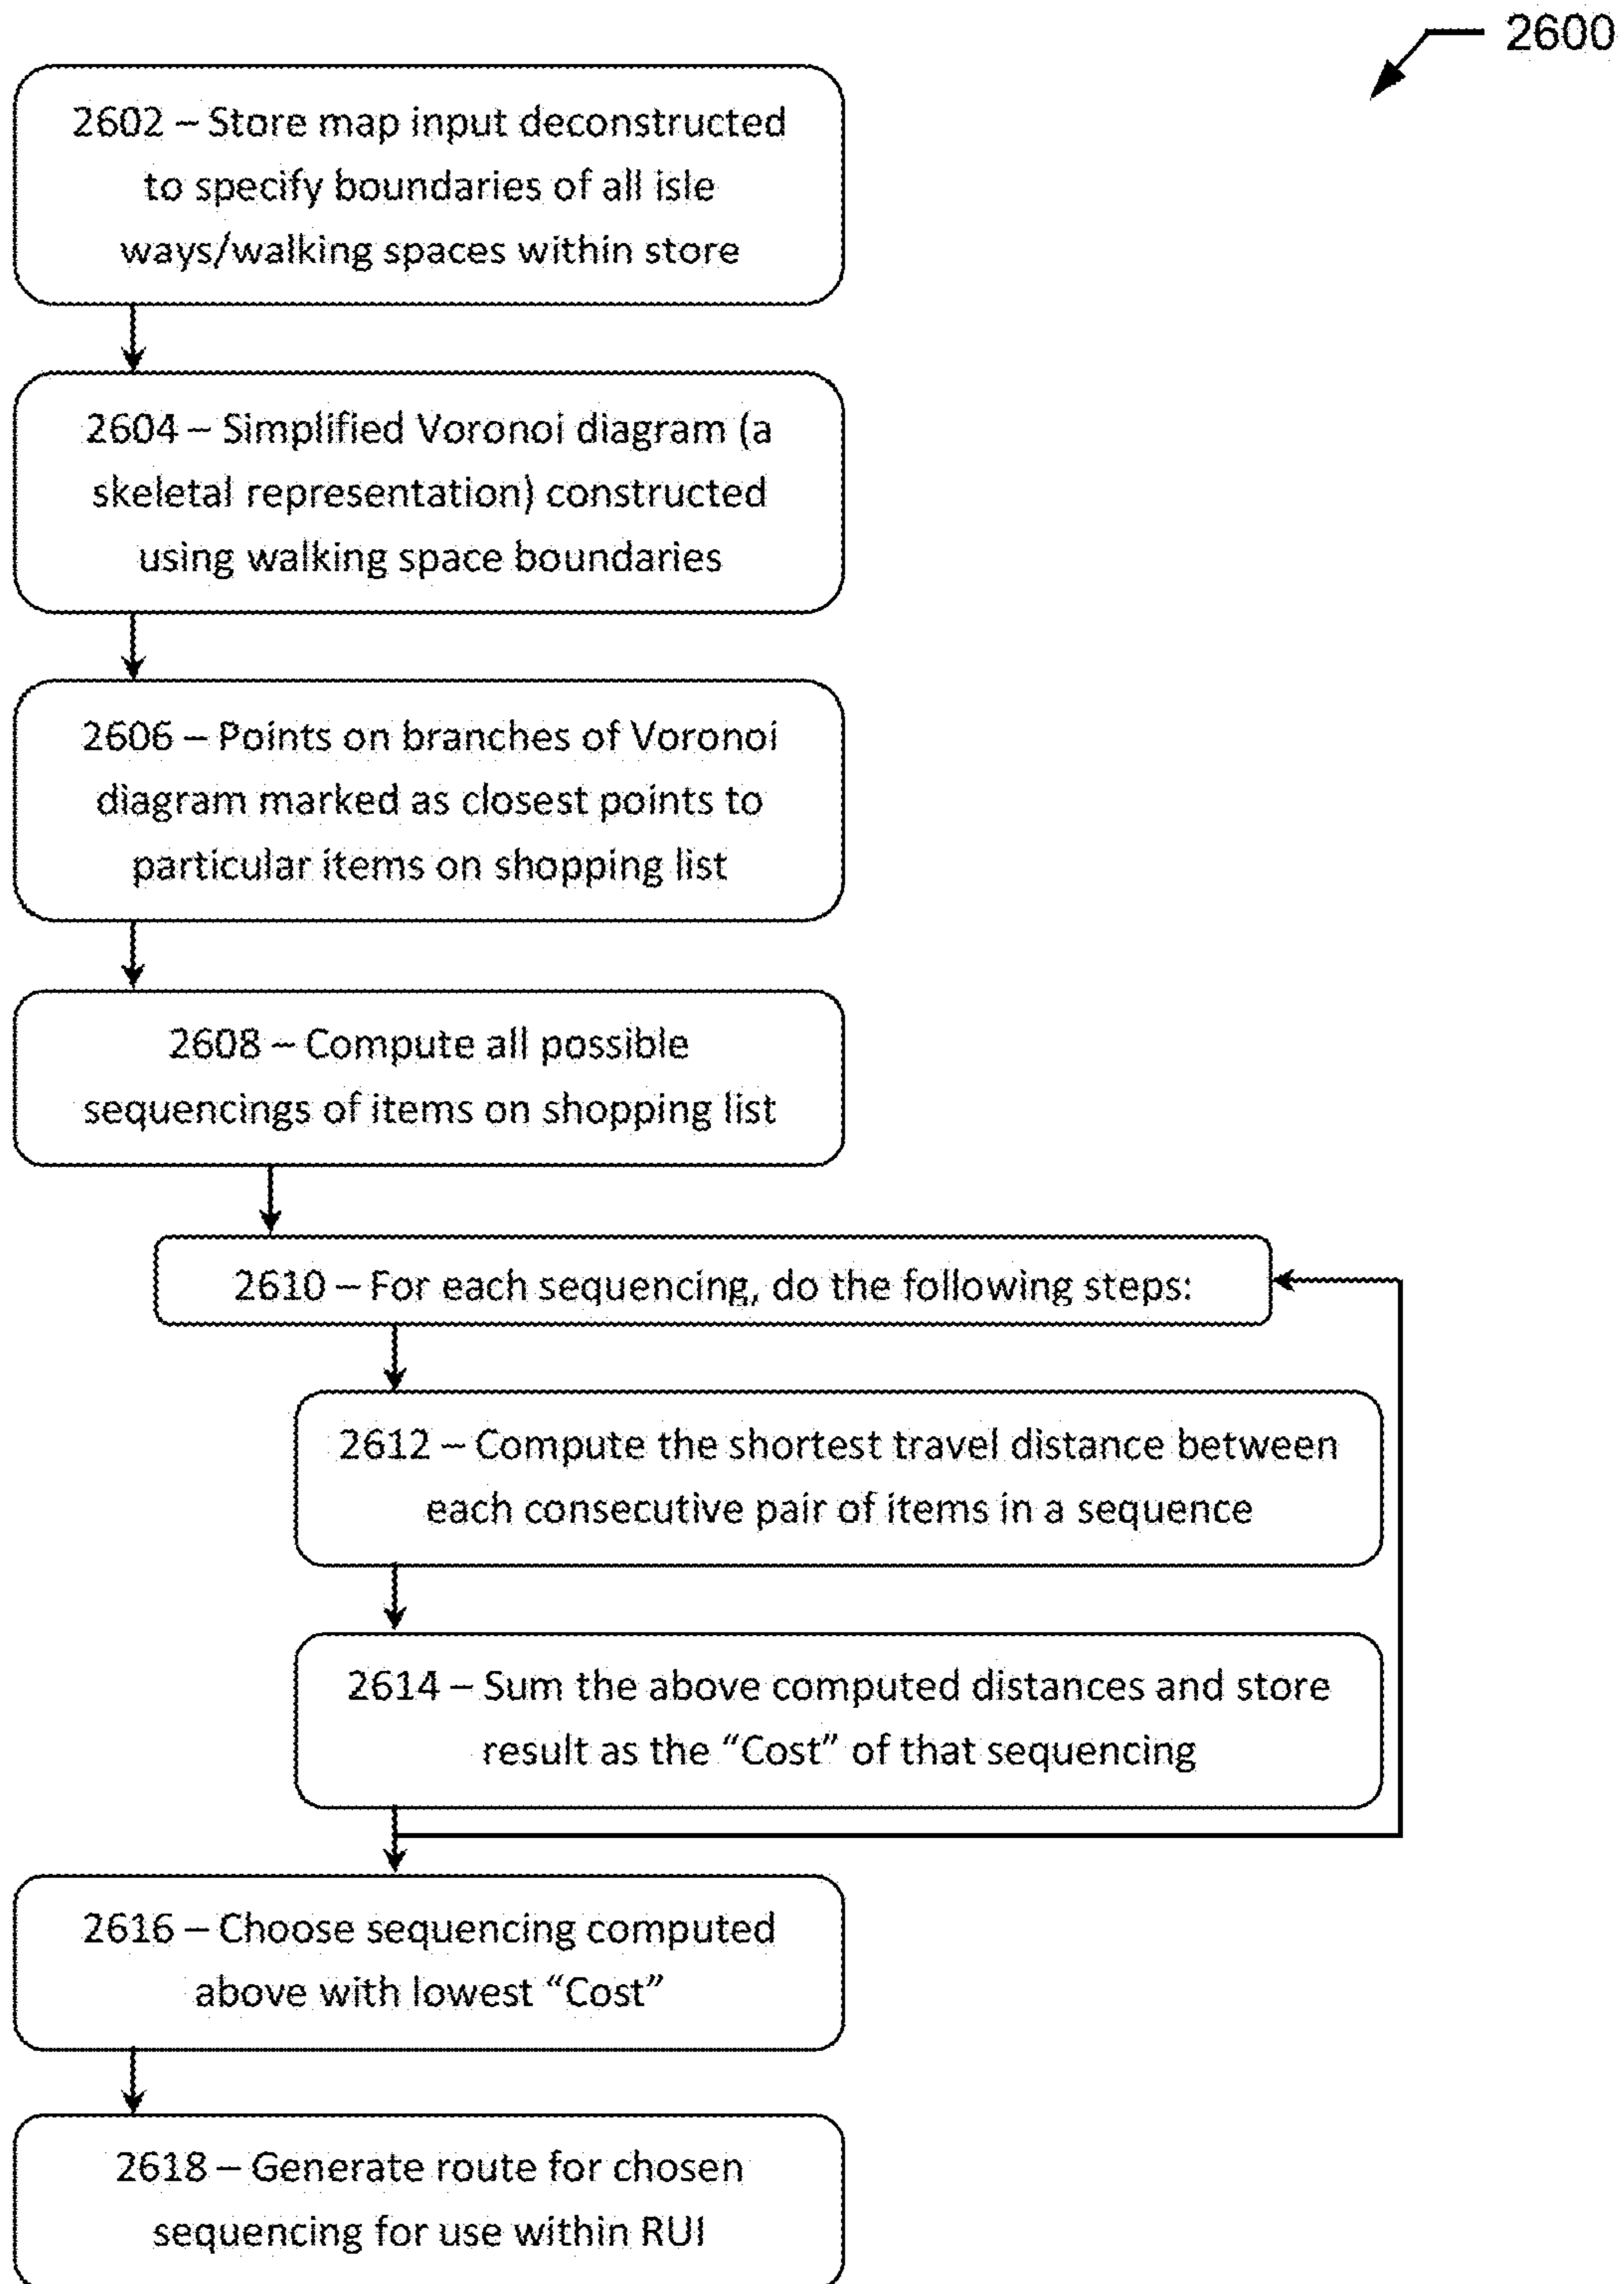 2600
2602 – Store map input deconstructed
to specify boundaries of all isle
ways/walking spaces within store
2604 – Simplified Voronoi diagram (a
skeletal representation) constructed
using walking space boundaries
2606 – Points on branches of Voronoi
diagram marked as closest points to
particular items on shopping list
2608 – Compute all possible
sequencings of items on shopping list
2610 – For each sequencing, do the following steps:
2612 – Compute the shortest travel distance between
each consecutive pair of items in a sequence
2614 – Sum the above computed distances and store
result as the “Cost” of that sequencing
2616 – Choose sequencing computed
above with lowest “Cost”
2618 – Generate route for chosen
sequencing for use within RUI